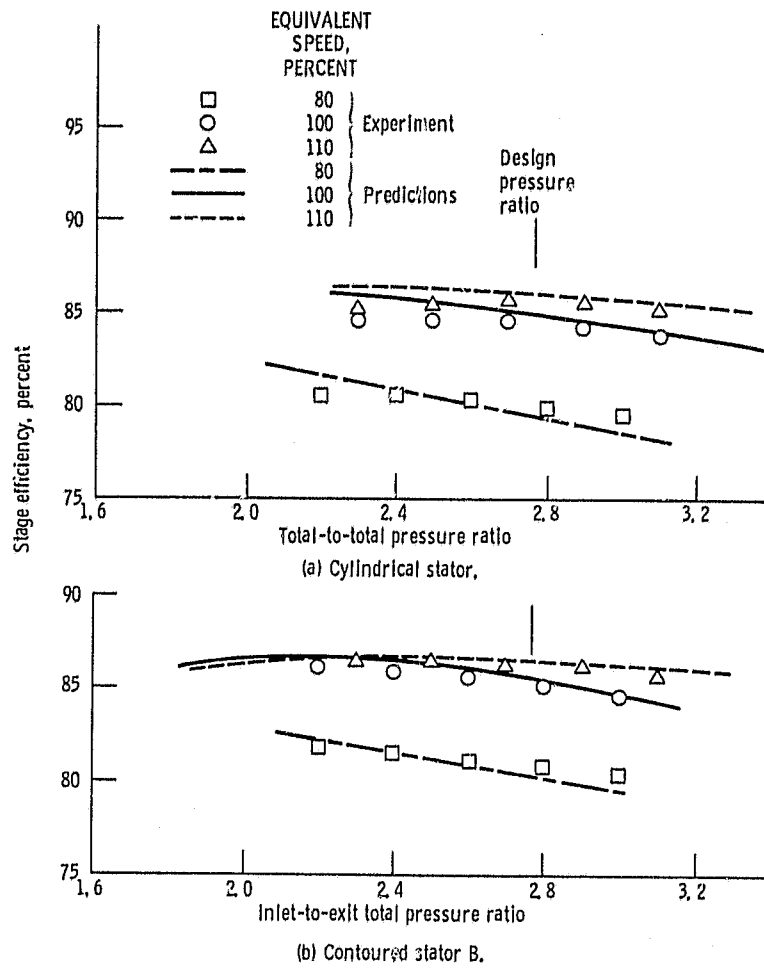 EQUIVALENT
SPEED,
PERCENT
80
100 Experiment
110
80
100 Predictions
110
Design
pressure
ratio
95
90
85
80
75
1.6 2.0 2.4 2.8 3.2
Stage efficiency, percent
Total-to-total pressure ratio
(a) Cylindrical stator.
90
85
80
75
1.6 2.0 2.4 2.8 3.2
Inlet-to-exit total pressure ratio
(b) Contoured stator B.